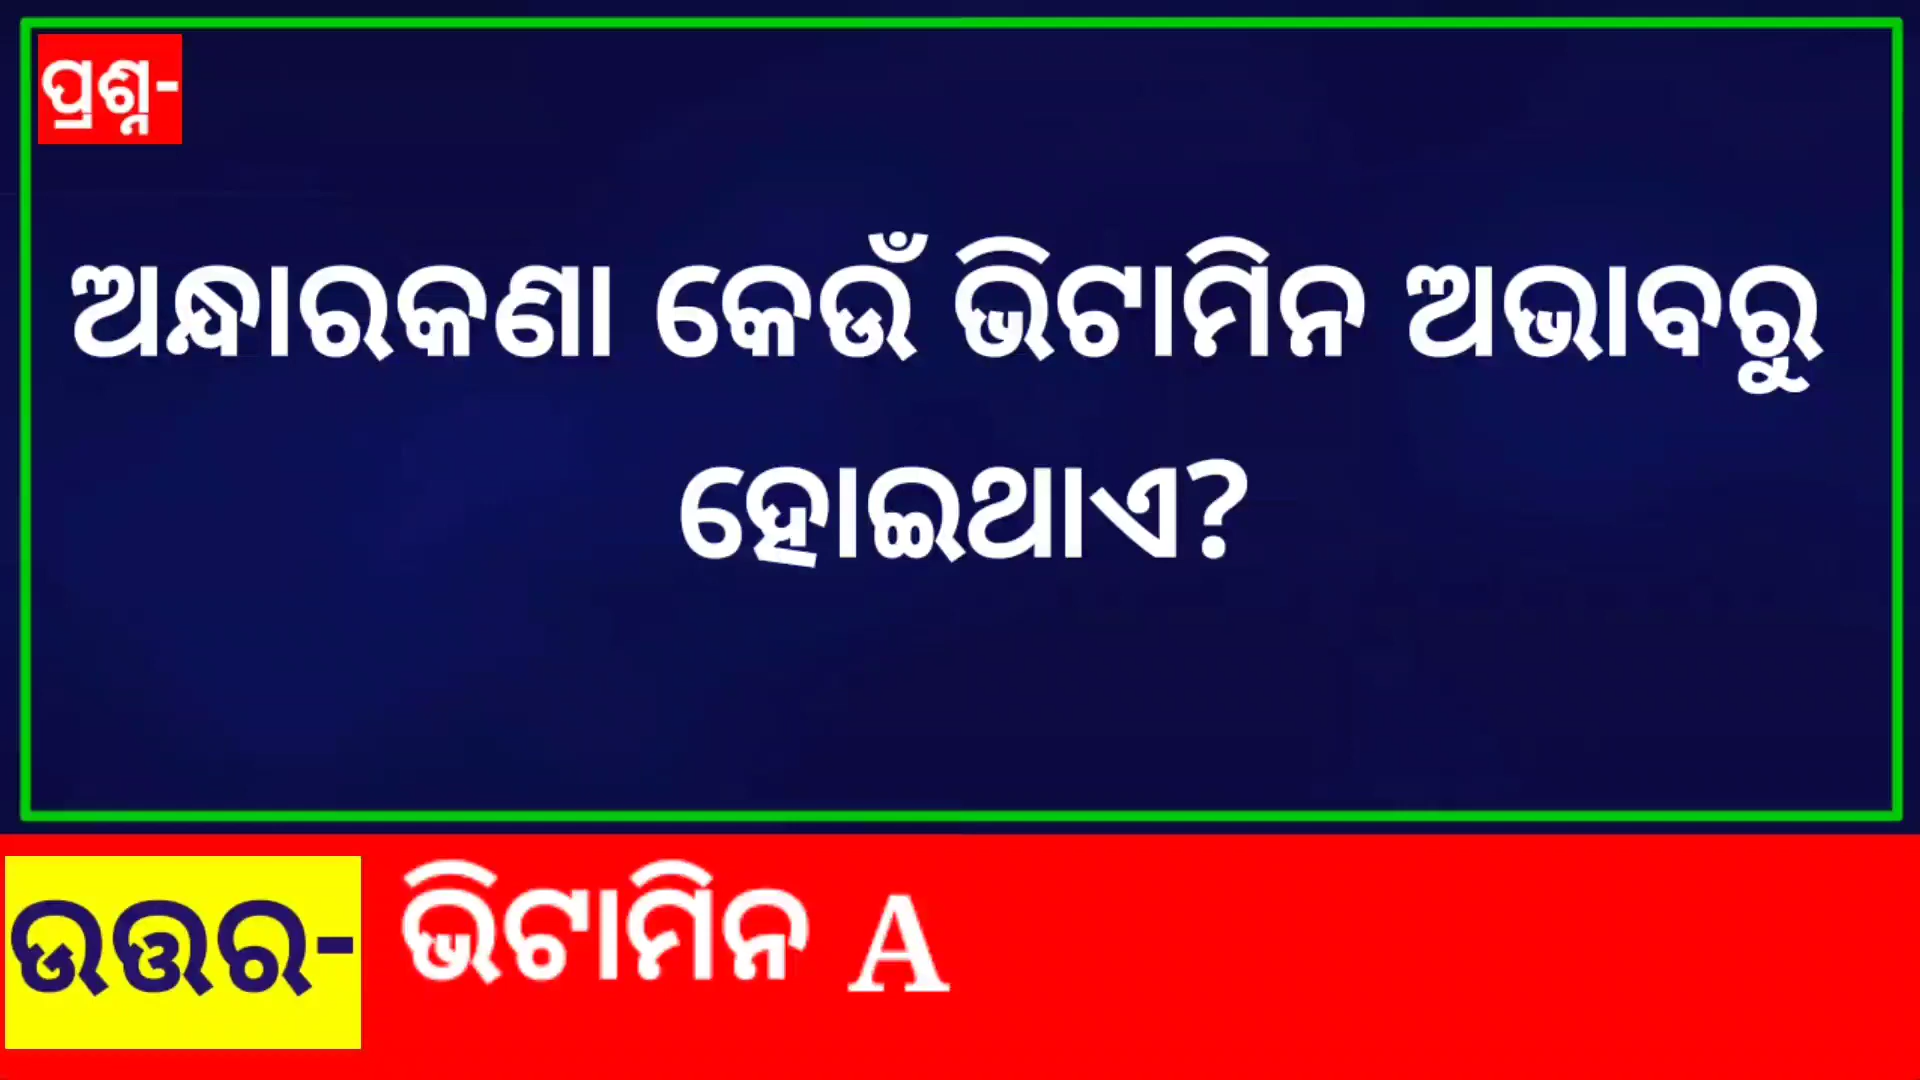 ପ୍ରଶ୍ନ-
ଅନ୍ଧାରକଣା କେଉଁ ଭିଟାମିନ ଅଭାବରୁ
ହୋଇଥାଏ?
ଉତ୍ତର- ଭିଟାମିନ A